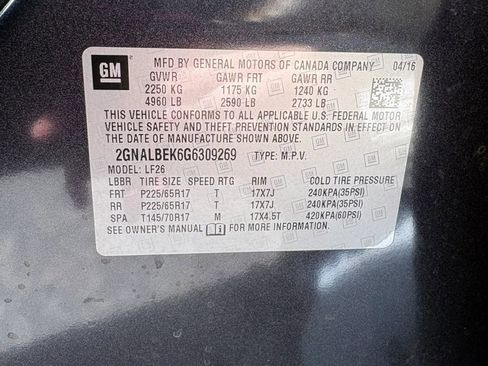 GM
MFD BY GENERAL MOTORS OF CANADA COMPANY 04/16
GVWR GAWR FRT GAWR RR
2250 KG 1175 KG 1240 KG
4960 LB 2590 LB 2733 LB
THIS VEHICLE CONFORMS TO ALL APPLICABLE U.S. FEDERAL MOTOR
VEHICLE SAFETY AND THEFT PREVENTION STANDARDS IN EFFECT ON
THE DATE OF MANUFACTURE SHOWN ABOVE.
2GNALBEK6G6309269 TYPE: M.P.V.
MODEL: LF26
LBBR TIRE SIZE SPEED RTG RIM COLD TIRE PRESSURE
FRT P225/65R17 T 17X7J 240KPA(35PSI)
RR P225/65R17 T 17X7J 240KPA(35PSI)
SPA T145/70R17 M 17X4.5T 420KPA(60PSI)
SEE OWNER'S MANUAL FOR MORE INFORMATION.